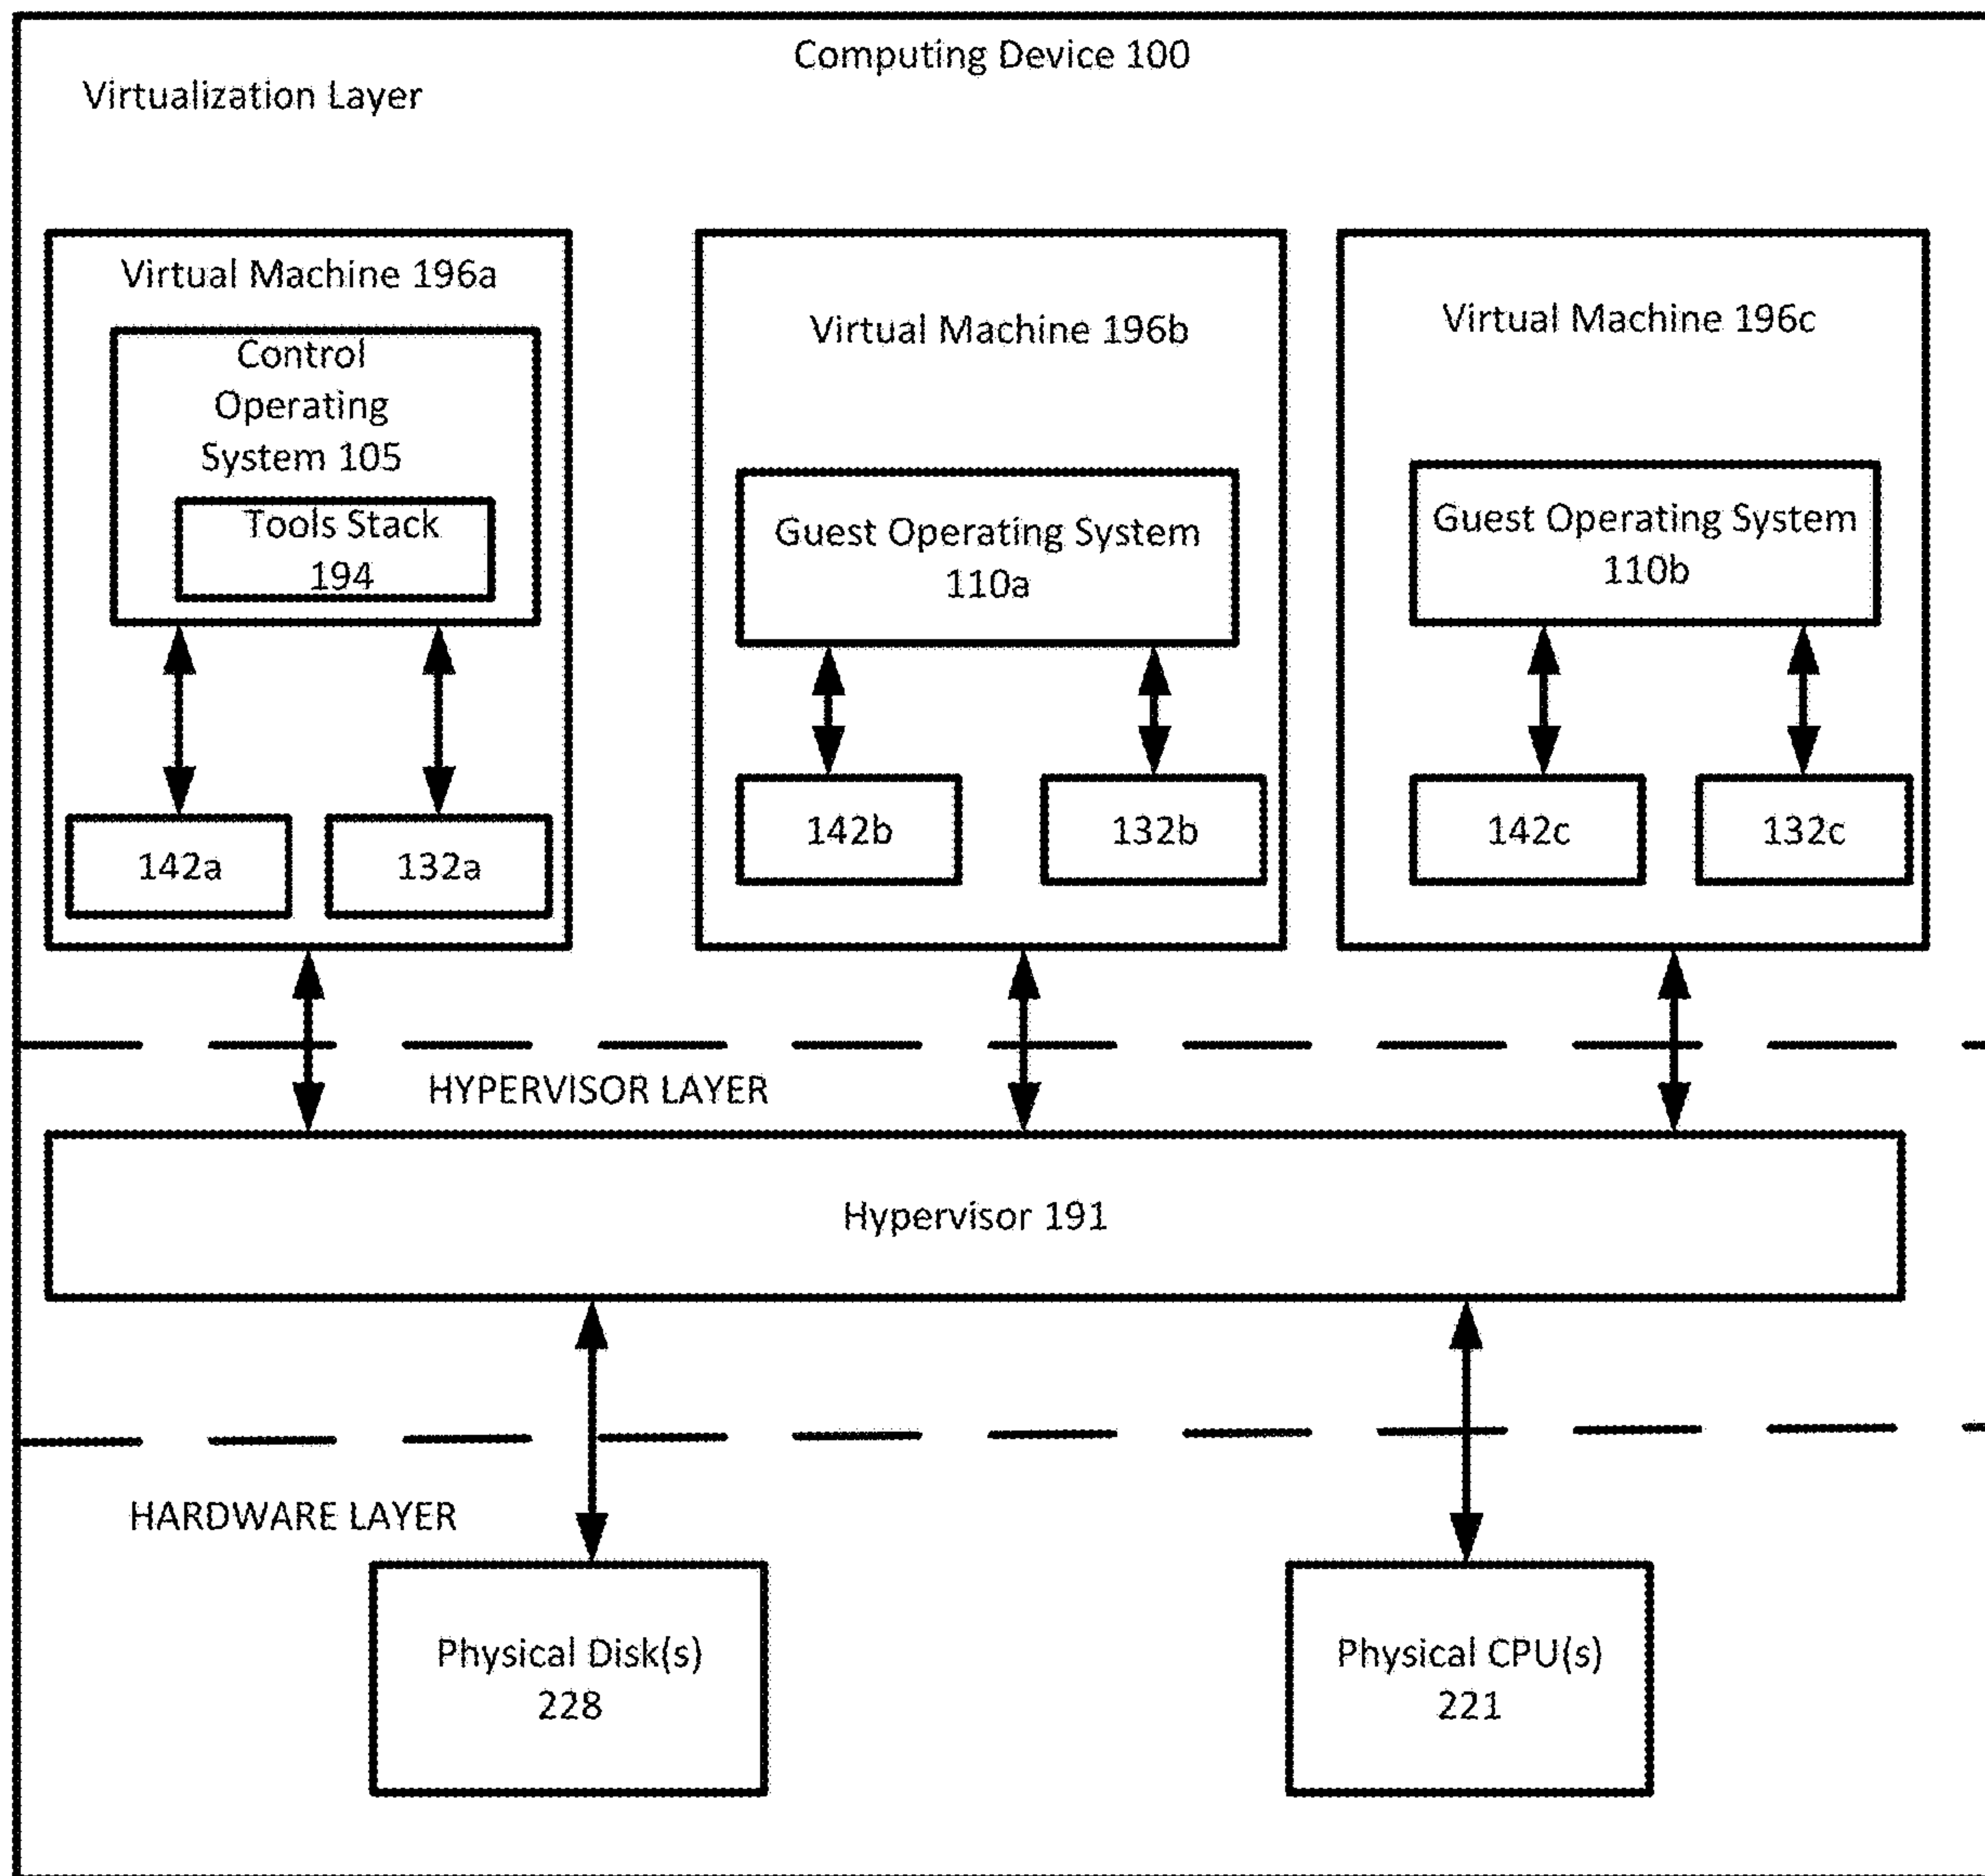 Computing Device 100
Virtualization Layer
Virtual Machine 196a
Control
Operating
System 105
Tools Stack
194
142a
132a
Virtual Machine 196b
Guest Operating System
110a
142b
132b
Virtual Machine 196c
Guest Operating System
110b
142c
132c
HYPERVISOR LAYER
Hypervisor 191
HARDWARE LAYER
Physical Disk(s)
228
Physical CPU(s)
221